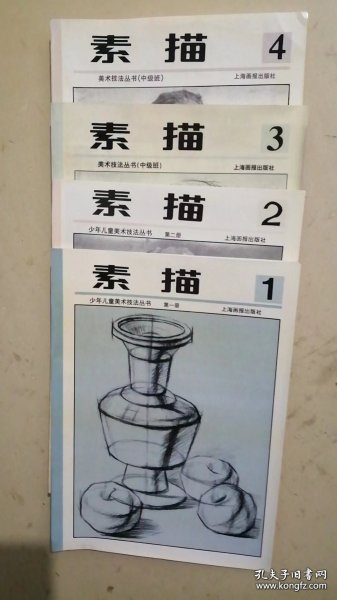 素描 4
美术技法丛书(中级班) 上海画报出版社
素描 3
美术技法丛书(中级班) 上海画报出版社
素描 2
少年儿童美术技法丛书 第二册 上海画报出版社
素描 1
少年儿童美术技法丛书 第一册 上海画报出版社
孔夫子旧书网
www.kongfz.com